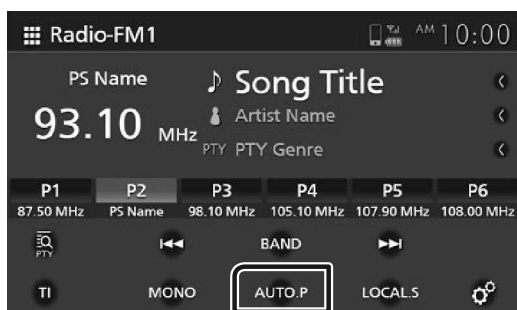 Radio-FM1 AM 10:00
PS Name
93.10 MHz
Song Title
Artist Name
PTY PTY Genre
P1 P2 P3 P4 P5 P6
87.50 MHz PS Name 98.10 MHz 105.10 MHz 107.90 MHz 108.00 MHz
PTY BAND
TI MONO AUTO.P LOCAL.S